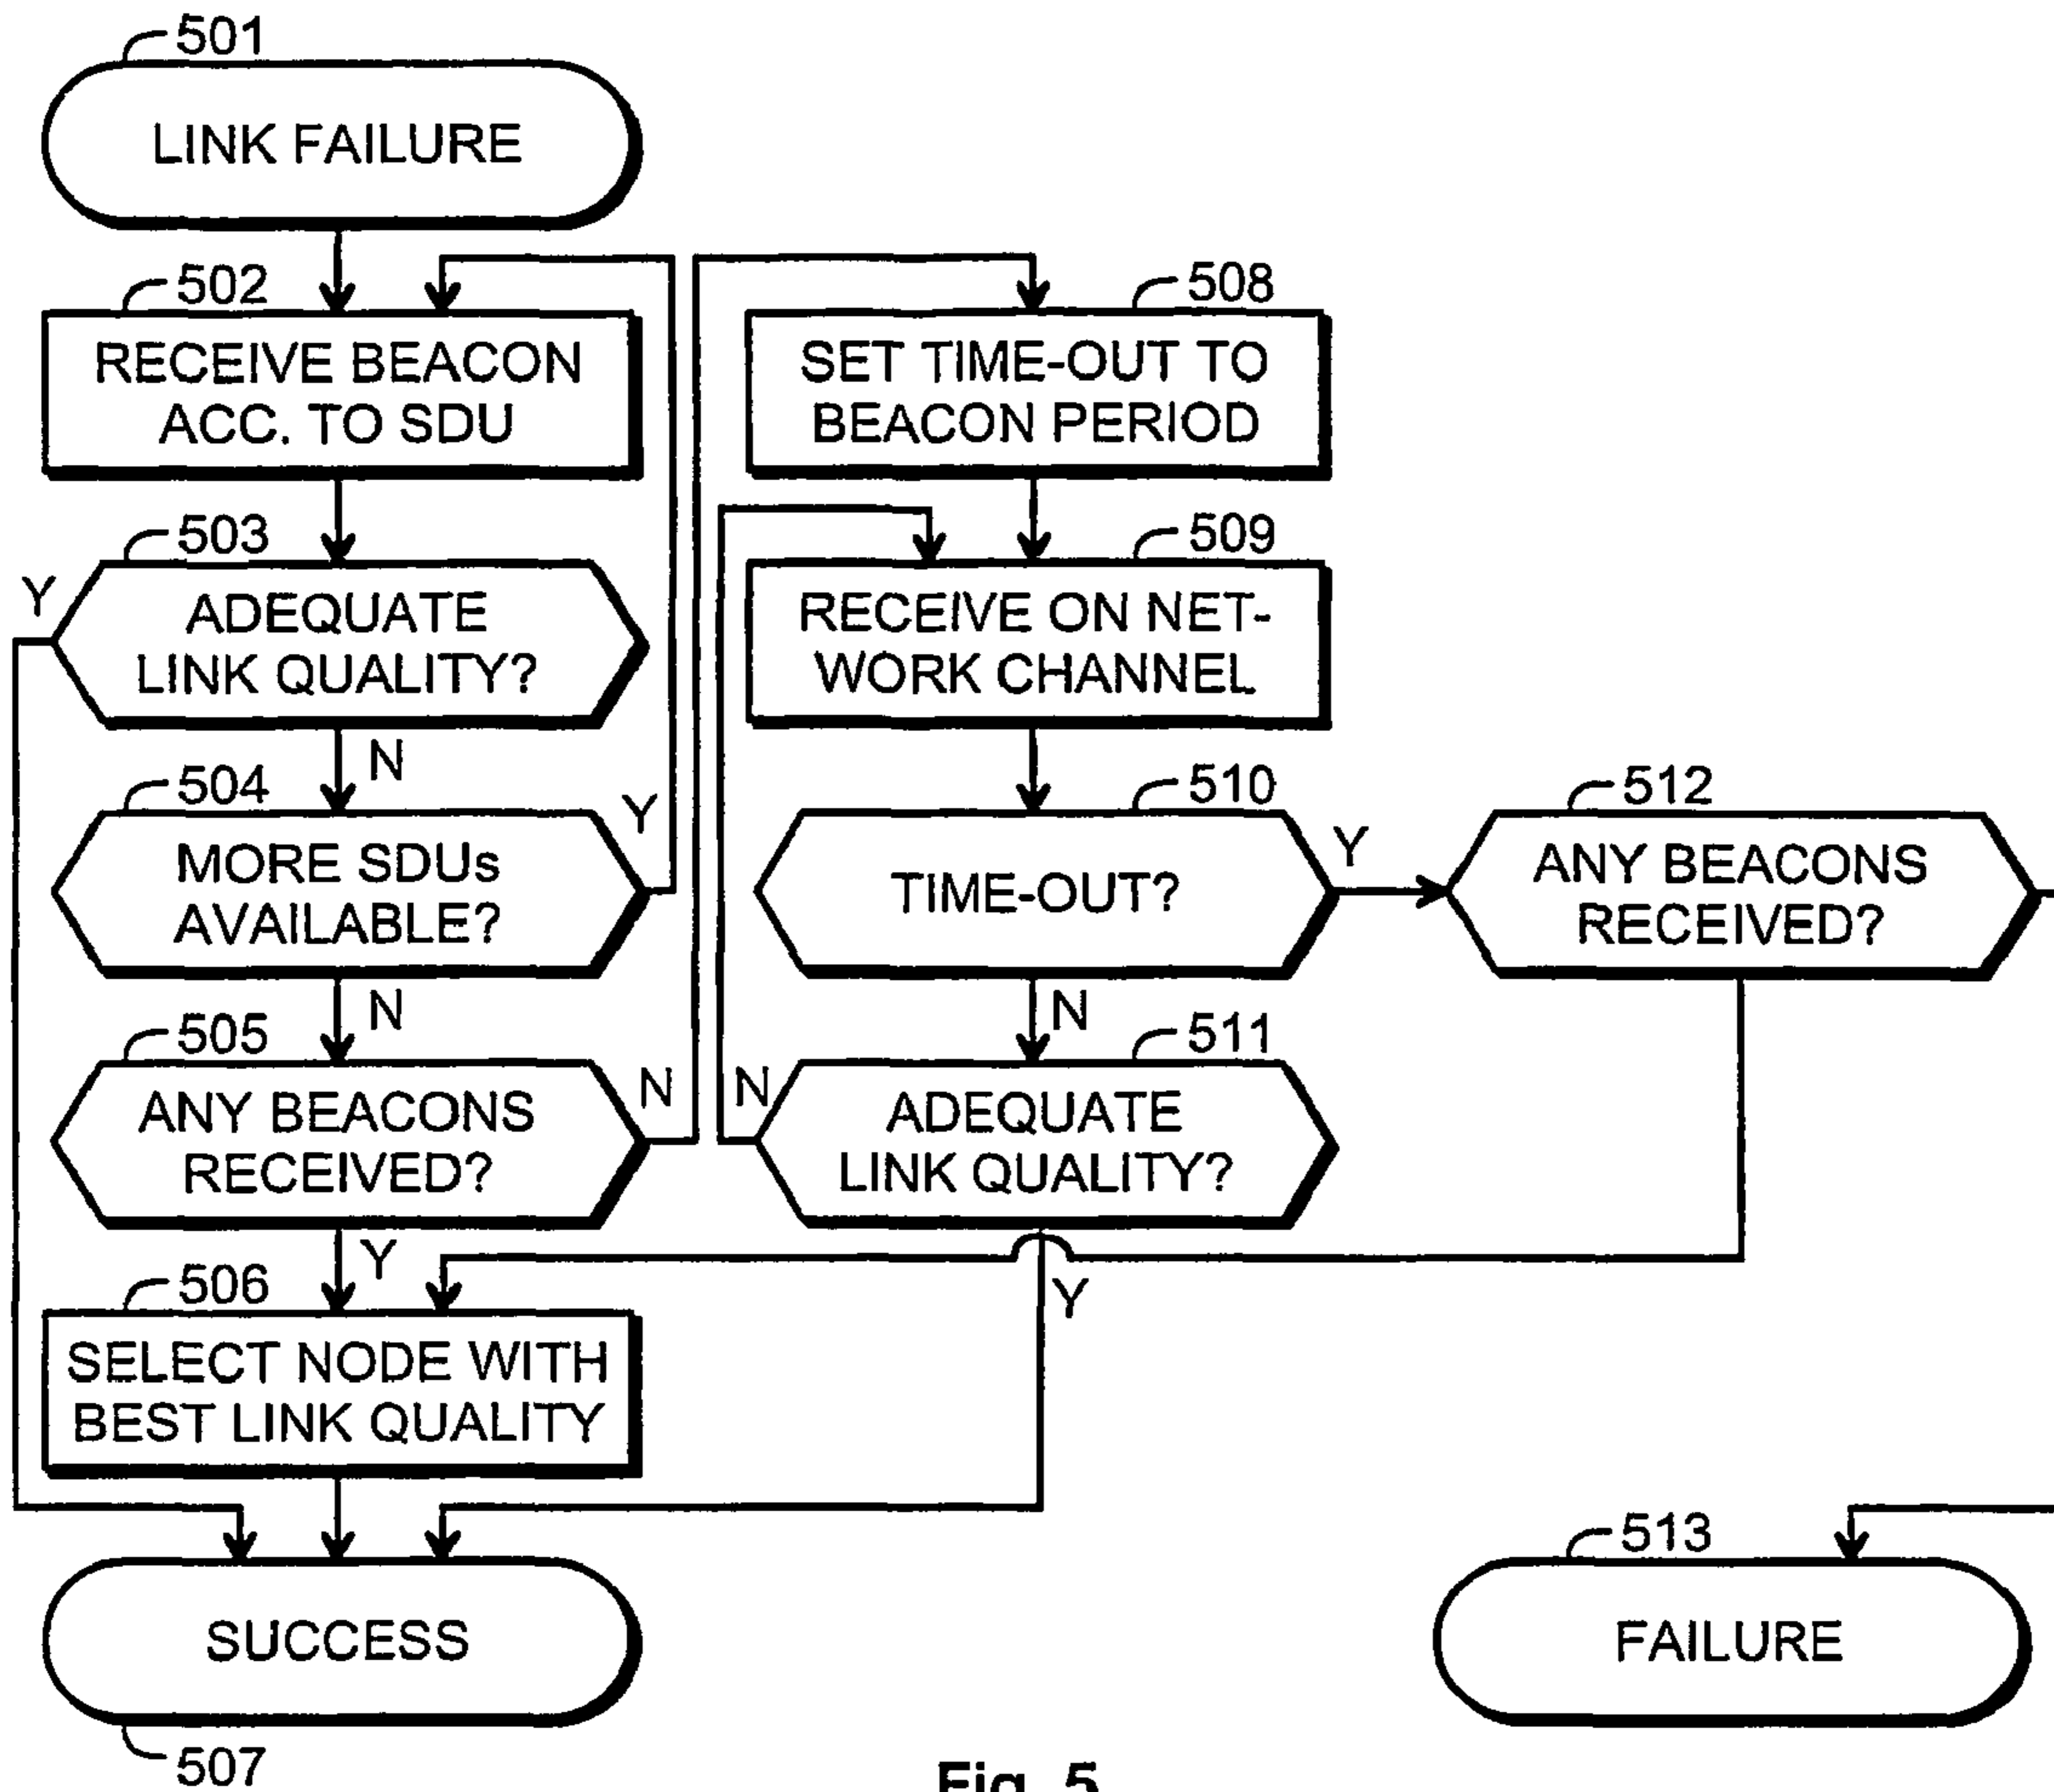 501
LINK FAILURE
502
RECEIVE BEACON
ACC. TO SDU
503
Y
ADEQUATE
LINK QUALITY?
N
504
Y
MORE SDUs
AVAILABLE?
N
505
N
ANY BEACONS
RECEIVED?
Y
506
SELECT NODE WITH
BEST LINK QUALITY
SUCCESS
507
508
SET TIME-OUT TO
BEACON PERIOD
509
RECEIVE ON NET-
WORK CHANNEL
510
Y
TIME-OUT?
N
511
N
ADEQUATE
LINK QUALITY?
Y
512
ANY BEACONS
RECEIVED?
513
FAILURE
Fig. 5